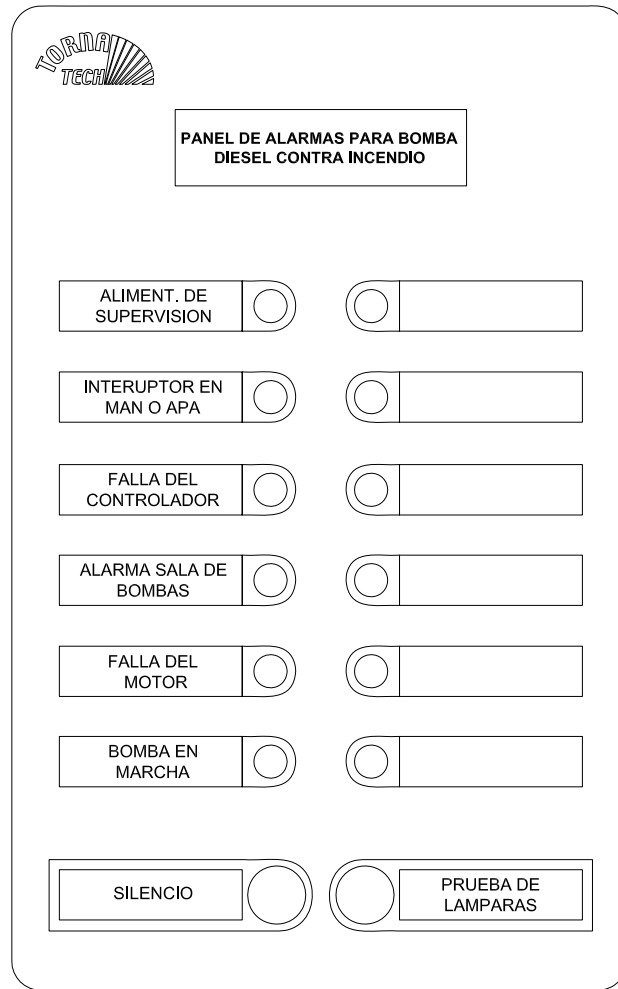 TORNA
TECH
PANEL DE ALARMAS PARA BOMBA
DIESEL CONTRA INCENDIO
ALIMENT. DE
SUPERVISION
INTERUPTOR EN
MAN O APA
FALLA DEL
CONTROLADOR
ALARMA SALA DE
BOMBAS
FALLA DEL
MOTOR
BOMBA EN
MARCHA
SILENCIO
PRUEBA DE
LAMPARAS